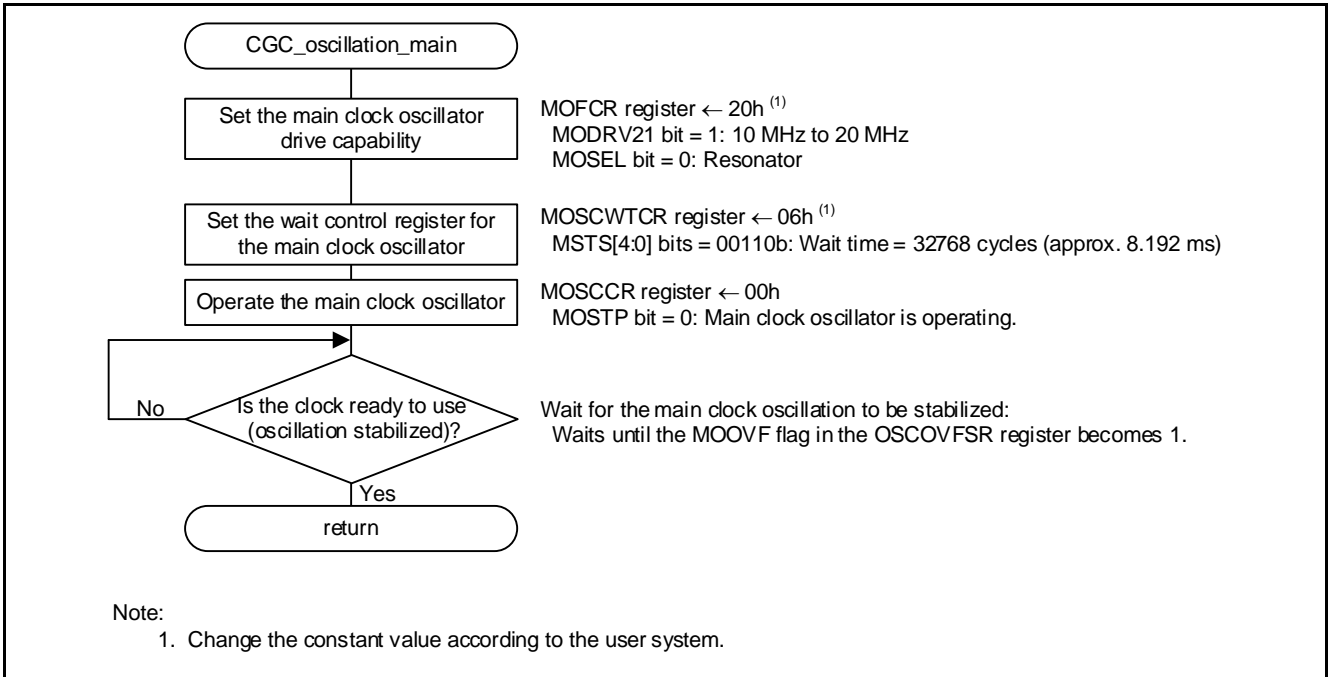 CGC_oscillation_main
Set the main clock oscillator
drive capability
MOFCR register ← 20h (1)
MODRV21 bit = 1: 10 MHz to 20 MHz
MOSEL bit = 0: Resonator
Set the wait control register for
the main clock oscillator
MOSCWTCR register ← 06h (1)
MSTS[4:0] bits = 00110b: Wait time = 32768 cycles (approx. 8.192 ms)
Operate the main clock oscillator
MOSCCR register ← 00h
MOSTP bit = 0: Main clock oscillator is operating.
No
Is the clock ready to use
(oscillation stabilized)?
Wait for the main clock oscillation to be stabilized:
Waits until the MOOVF flag in the OSCOVFSR register becomes 1.
Yes
return
Note:
1. Change the constant value according to the user system.